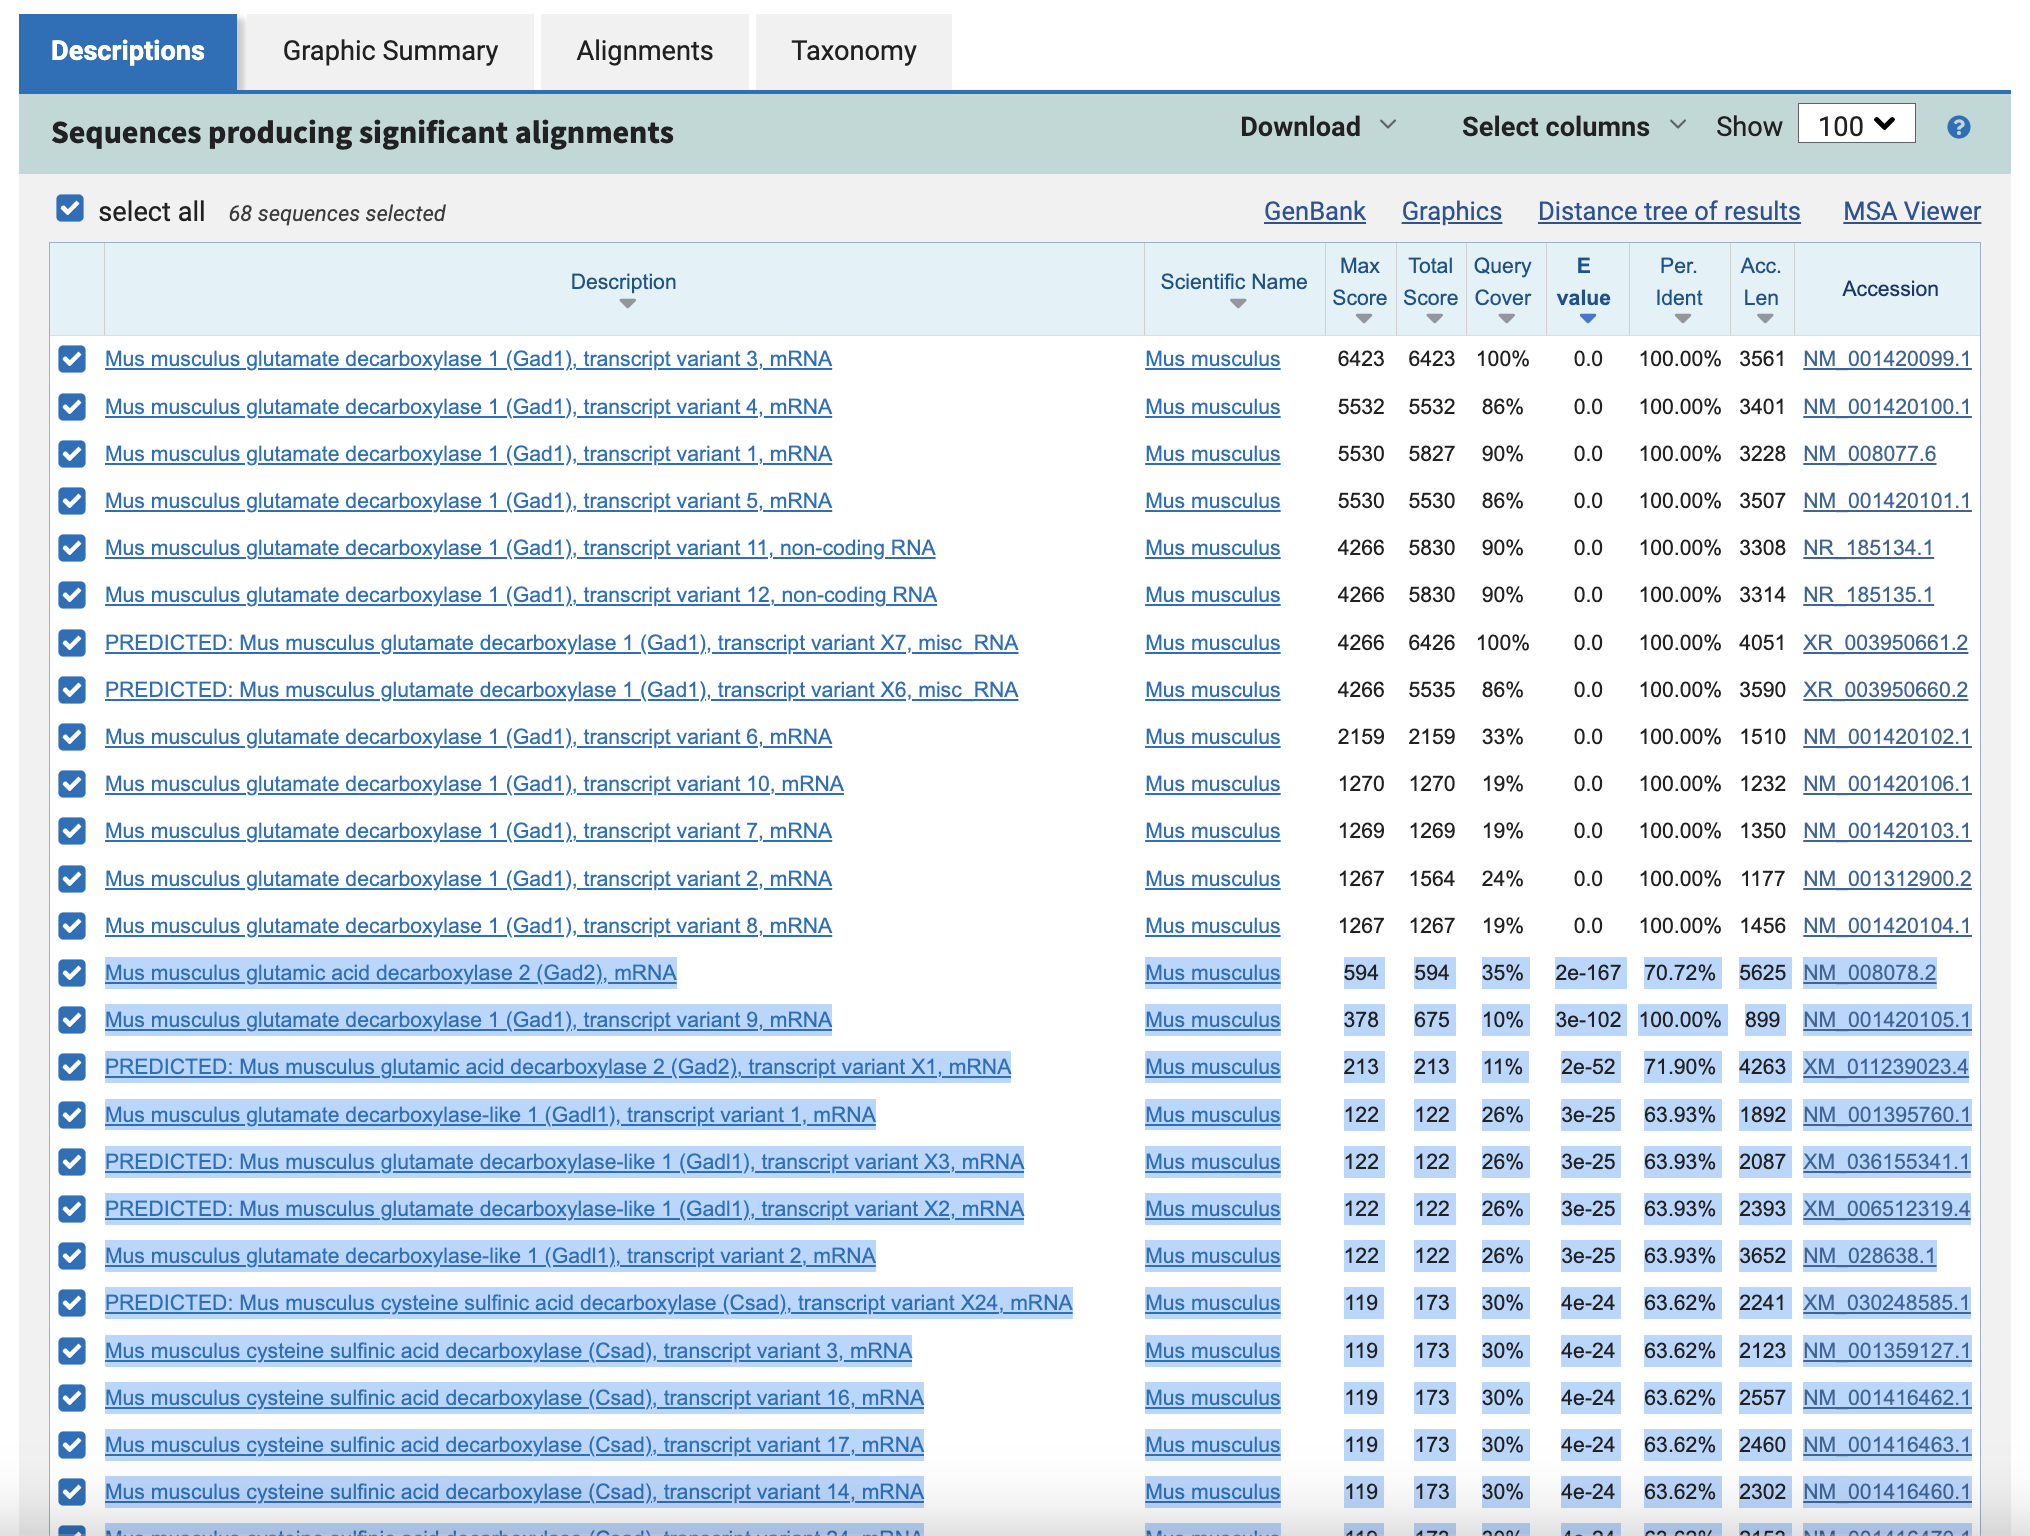 Descriptions Graphic Summary Alignments Taxonomy
Sequences producing significant alignments Download Select columns Show 100 ?
select all 68 sequences selected GenBank Graphics Distance tree of results MSA Viewer
Description Scientific Name Max Score Total Score Query Cover E value Per. Ident Acc. Len Accession
Mus musculus glutamate decarboxylase 1 (Gad1), transcript variant 3, mRNA Mus musculus 6423 6423 100% 0.0 100.00% 3561 NM_001420099.1
Mus musculus glutamate decarboxylase 1 (Gad1), transcript variant 4, mRNA Mus musculus 5532 5532 86% 0.0 100.00% 3401 NM_001420100.1
Mus musculus glutamate decarboxylase 1 (Gad1), transcript variant 1, mRNA Mus musculus 5530 5827 90% 0.0 100.00% 3228 NM_008077.6
Mus musculus glutamate decarboxylase 1 (Gad1), transcript variant 5, mRNA Mus musculus 5530 5530 86% 0.0 100.00% 3507 NM_001420101.1
Mus musculus glutamate decarboxylase 1 (Gad1), transcript variant 11, non-coding RNA Mus musculus 4266 5830 90% 0.0 100.00% 3308 NR_185134.1
Mus musculus glutamate decarboxylase 1 (Gad1), transcript variant 12, non-coding RNA Mus musculus 4266 5830 90% 0.0 100.00% 3314 NR_185135.1
PREDICTED: Mus musculus glutamate decarboxylase 1 (Gad1), transcript variant X7, misc_RNA Mus musculus 4266 6426 100% 0.0 100.00% 4051 XR_003950661.2
PREDICTED: Mus musculus glutamate decarboxylase 1 (Gad1), transcript variant X6, misc_RNA Mus musculus 4266 5535 86% 0.0 100.00% 3590 XR_003950660.2
Mus musculus glutamate decarboxylase 1 (Gad1), transcript variant 6, mRNA Mus musculus 2159 2159 33% 0.0 100.00% 1510 NM_001420102.1
Mus musculus glutamate decarboxylase 1 (Gad1), transcript variant 10, mRNA Mus musculus 1270 1270 19% 0.0 100.00% 1232 NM_001420106.1
Mus musculus glutamate decarboxylase 1 (Gad1), transcript variant 7, mRNA Mus musculus 1269 1269 19% 0.0 100.00% 1350 NM_001420103.1
Mus musculus glutamate decarboxylase 1 (Gad1), transcript variant 2, mRNA Mus musculus 1267 1564 24% 0.0 100.00% 1177 NM_001312900.2
Mus musculus glutamate decarboxylase 1 (Gad1), transcript variant 8, mRNA Mus musculus 1267 1267 19% 0.0 100.00% 1456 NM_001420104.1
Mus musculus glutamic acid decarboxylase 2 (Gad2), mRNA Mus musculus 594 594 35% 2e-167 70.72% 5625 NM_008078.2
Mus musculus glutamate decarboxylase 1 (Gad1), transcript variant 9, mRNA Mus musculus 378 675 10% 3e-102 100.00% 899 NM_001420105.1
PREDICTED: Mus musculus glutamic acid decarboxylase 2 (Gad2), transcript variant X1, mRNA Mus musculus 213 213 11% 2e-52 71.90% 4263 XM_011239023.4
Mus musculus glutamate decarboxylase-like 1 (Gadl1), transcript variant 1, mRNA Mus musculus 122 122 26% 3e-25 63.93% 1892 NM_001395760.1
PREDICTED: Mus musculus glutamate decarboxylase-like 1 (Gadl1), transcript variant X3, mRNA Mus musculus 122 122 26% 3e-25 63.93% 2087 XM_036155341.1
PREDICTED: Mus musculus glutamate decarboxylase-like 1 (Gadl1), transcript variant X2, mRNA Mus musculus 122 122 26% 3e-25 63.93% 2393 XM_006512319.4
Mus musculus glutamate decarboxylase-like 1 (Gadl1), transcript variant 2, mRNA Mus musculus 122 122 26% 3e-25 63.93% 3652 NM_028638.1
PREDICTED: Mus musculus cysteine sulfinic acid decarboxylase (Csad), transcript variant X24, mRNA Mus musculus 119 173 30% 4e-24 63.62% 2241 XM_030248585.1
Mus musculus cysteine sulfinic acid decarboxylase (Csad), transcript variant 3, mRNA Mus musculus 119 173 30% 4e-24 63.62% 2123 NM_001359127.1
Mus musculus cysteine sulfinic acid decarboxylase (Csad), transcript variant 16, mRNA Mus musculus 119 173 30% 4e-24 63.62% 2557 NM_001416462.1
Mus musculus cysteine sulfinic acid decarboxylase (Csad), transcript variant 17, mRNA Mus musculus 119 173 30% 4e-24 63.62% 2460 NM_001416463.1
Mus musculus cysteine sulfinic acid decarboxylase (Csad), transcript variant 14, mRNA Mus musculus 119 173 30% 4e-24 63.62% 2302 NM_001416460.1